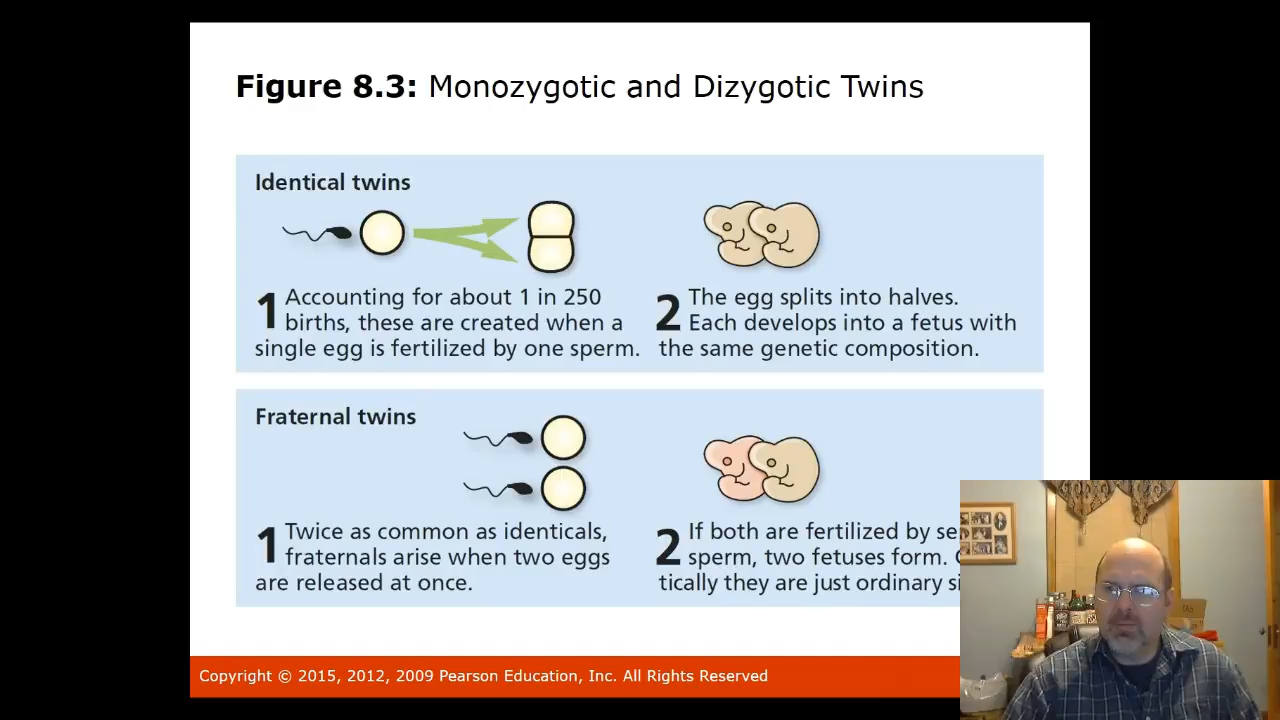 Figure 8.3: Monozygotic and Dizygotic Twins
Identical twins
1 Accounting for about 1 in 250
births, these are created when a
single egg is fertilized by one sperm.
2 The egg splits into halves.
Each develops into a fetus with
the same genetic composition.
Fraternal twins
1 Twice as common as identicals,
fraternals arise when two eggs
are released at once.
2 If both are fertilized by
sperm, two fetuses form.
tically they are just ordinary
Copyright © 2015, 2012, 2009 Pearson Education, Inc. All Rights Reserved